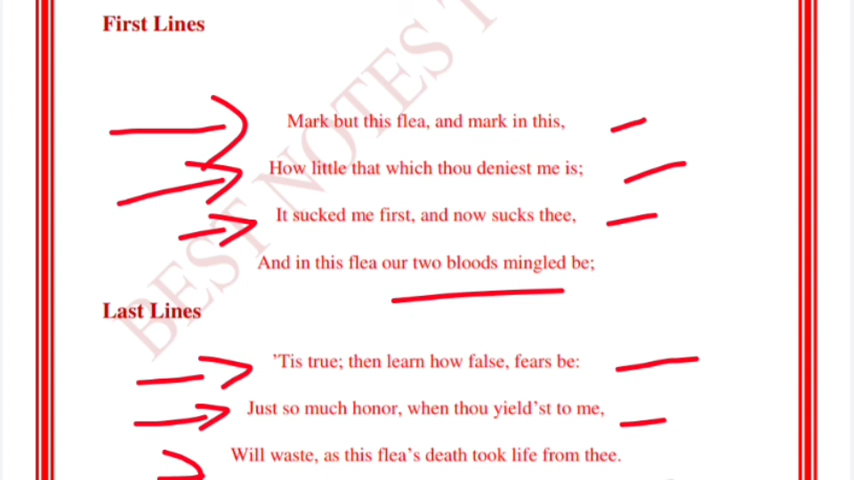 First Lines
Mark but this flea, and mark in this,
How little that which thou deniest me is;
It sucked me first, and now sucks thee,
And in this flea our two bloods mingled be;
Last Lines
’Tis true; then learn how false, fears be:
Just so much honor, when thou yield’st to me,
Will waste, as this flea’s death took life from thee.
BEST NOTES